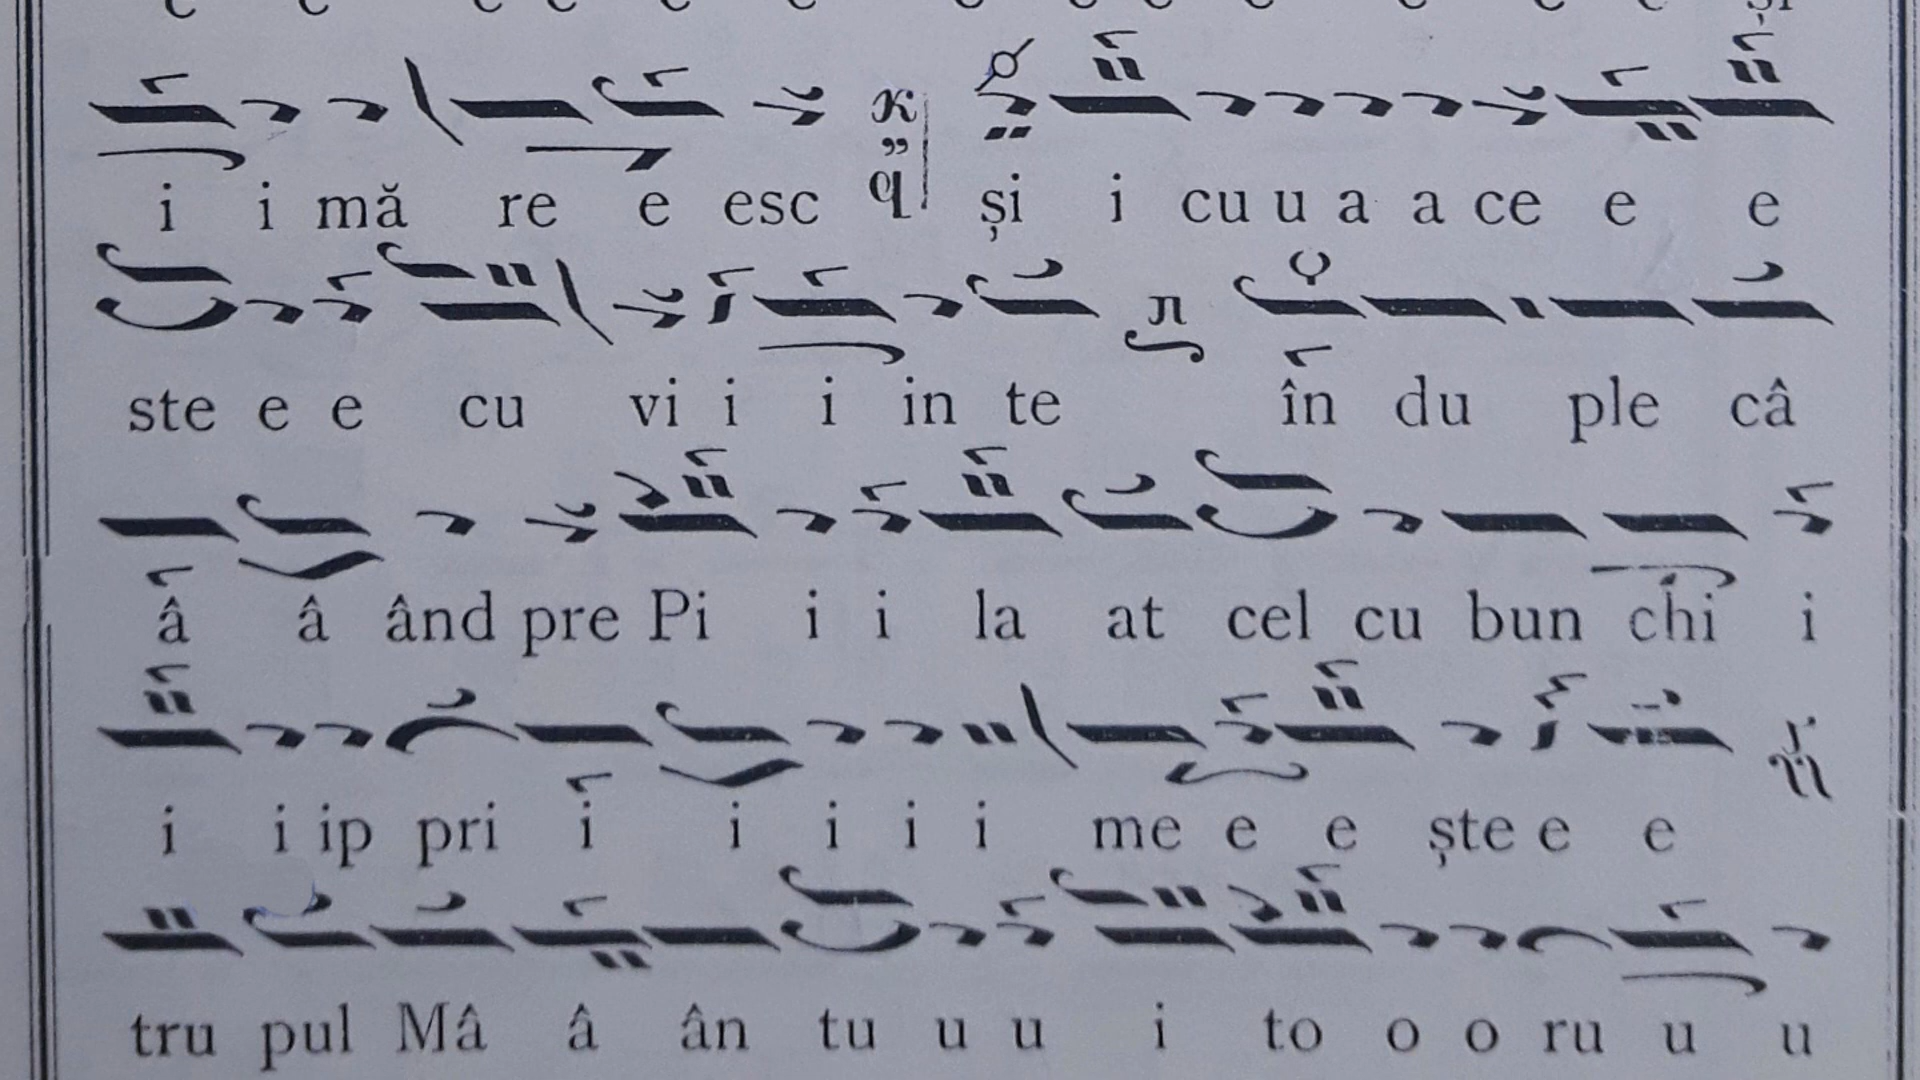 i i mă re e esc și i cu u a a ce e e
ste e e cu vi i i in te în du ple câ
â â ând pre Pi i i la at cel cu bun chi i
i i ip pri i i i i i me e e ște e e
tru pul Mâ â ân tu u u i to o o ru u u